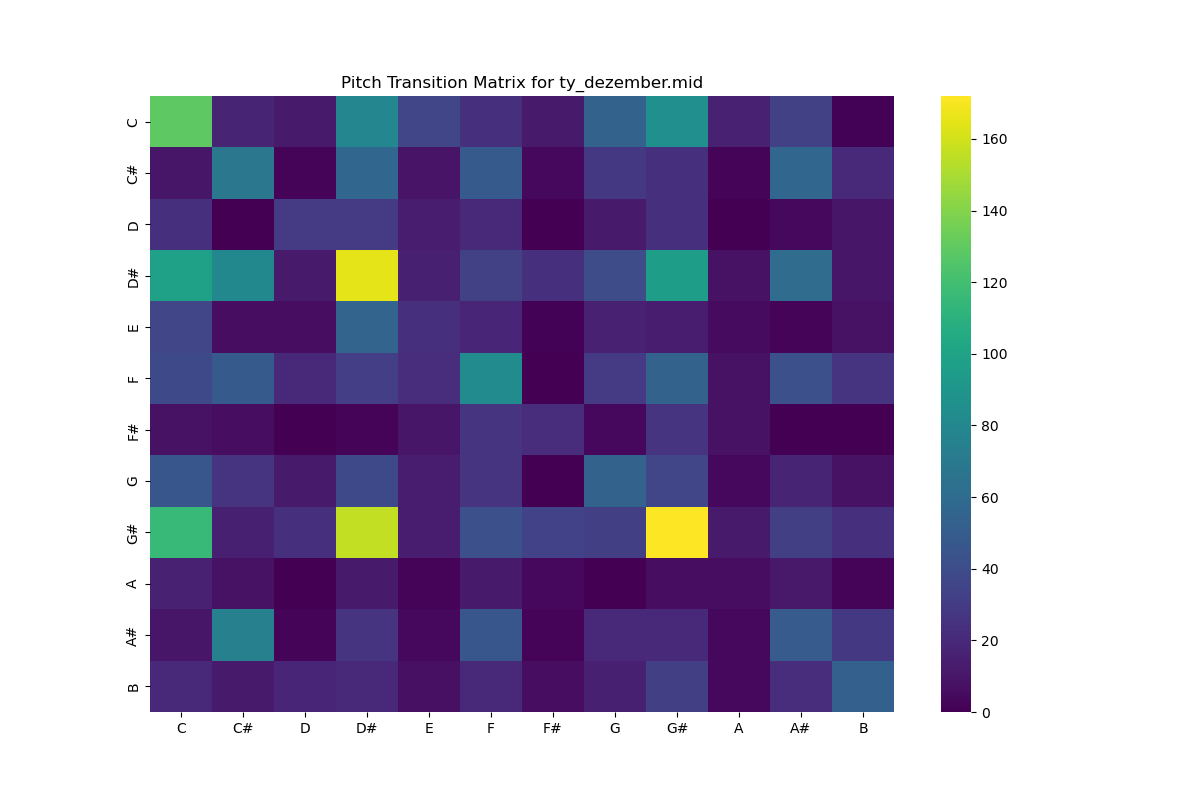 Pitch Transition Matrix for ty_dezember.mid
C
C#
D
D#
E
F
F#
G
G#
A
A#
B
C C# D D# E F F# G G# A A# B
160
140
120
100
80
60
40
20
0